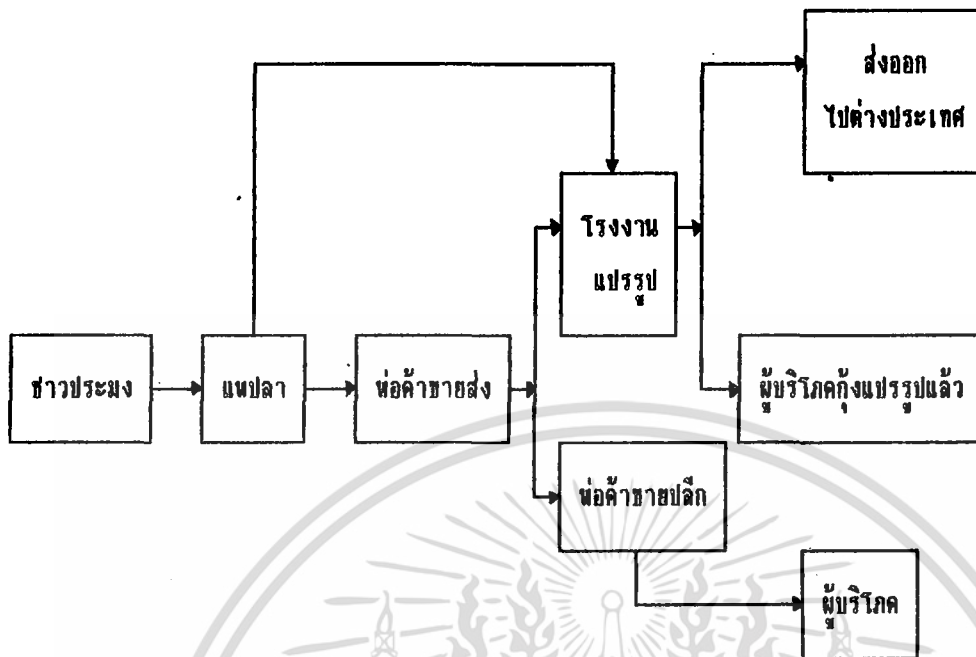 ส่งออก
ไปต่างประเทศ
โรงงาน
แปรรูป
ชาวประมง
แพปลา
พ่อค้าขายส่ง
ผู้บริโภคกุ้งแปรรูปแล้ว
พ่อค้าขายปลีก
ผู้บริโภค